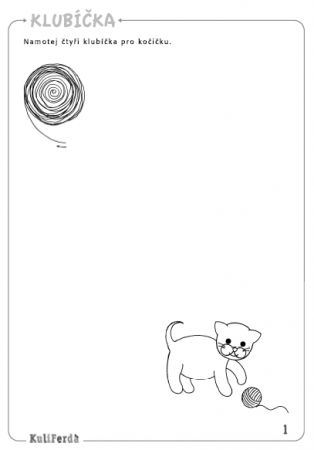 KLUBÍČKA
Namotej čtyři klubíčka pro kočičku.
1
KuliFerda